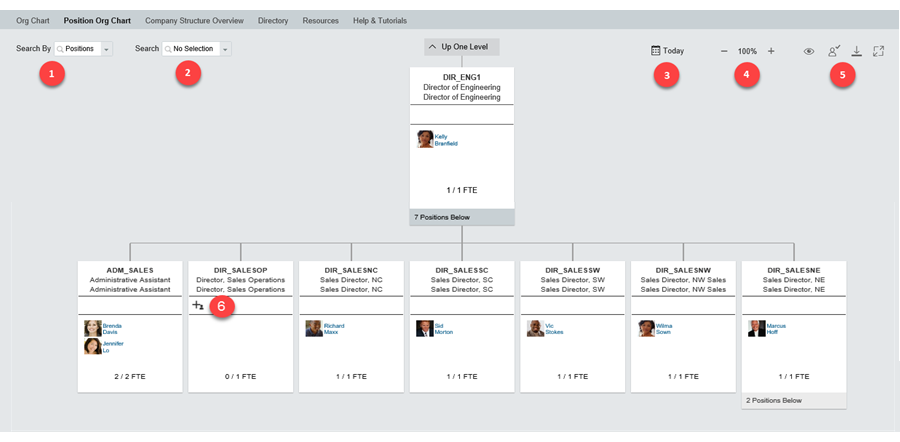 Org Chart Position Org Chart Company Structure Overview Directory Resources Help & Tutorials
Search By Positions Search No Selection Up One Level Today 100%
1 2 3 4 5
DIR_ENG1
Director of Engineering
Director of Engineering
Kelly
Branfield
1 / 1 FTE
7 Positions Below
ADM_SALES
Administrative Assistant
Administrative Assistant
Brenda
Davis
Jennifer
Lo
2 / 2 FTE
DIR_SALESOP
Director, Sales Operations
Director, Sales Operations
6
0 / 1 FTE
DIR_SALESNC
Sales Director, NC
Sales Director, NC
Richard
Maxx
1 / 1 FTE
DIR_SALESSC
Sales Director, SC
Sales Director, SC
Sid
Morton
1 / 1 FTE
DIR_SALESSW
Sales Director, SW
Sales Director, SW
Vic
Stokes
1 / 1 FTE
DIR_SALESNW
Sales Director, NW Sales
Sales Director, NW Sales
Wilma
Sown
1 / 1 FTE
DIR_SALESNE
Sales Director, NE
Sales Director, NE
Marcus
Hoff
1 / 1 FTE
2 Positions Below